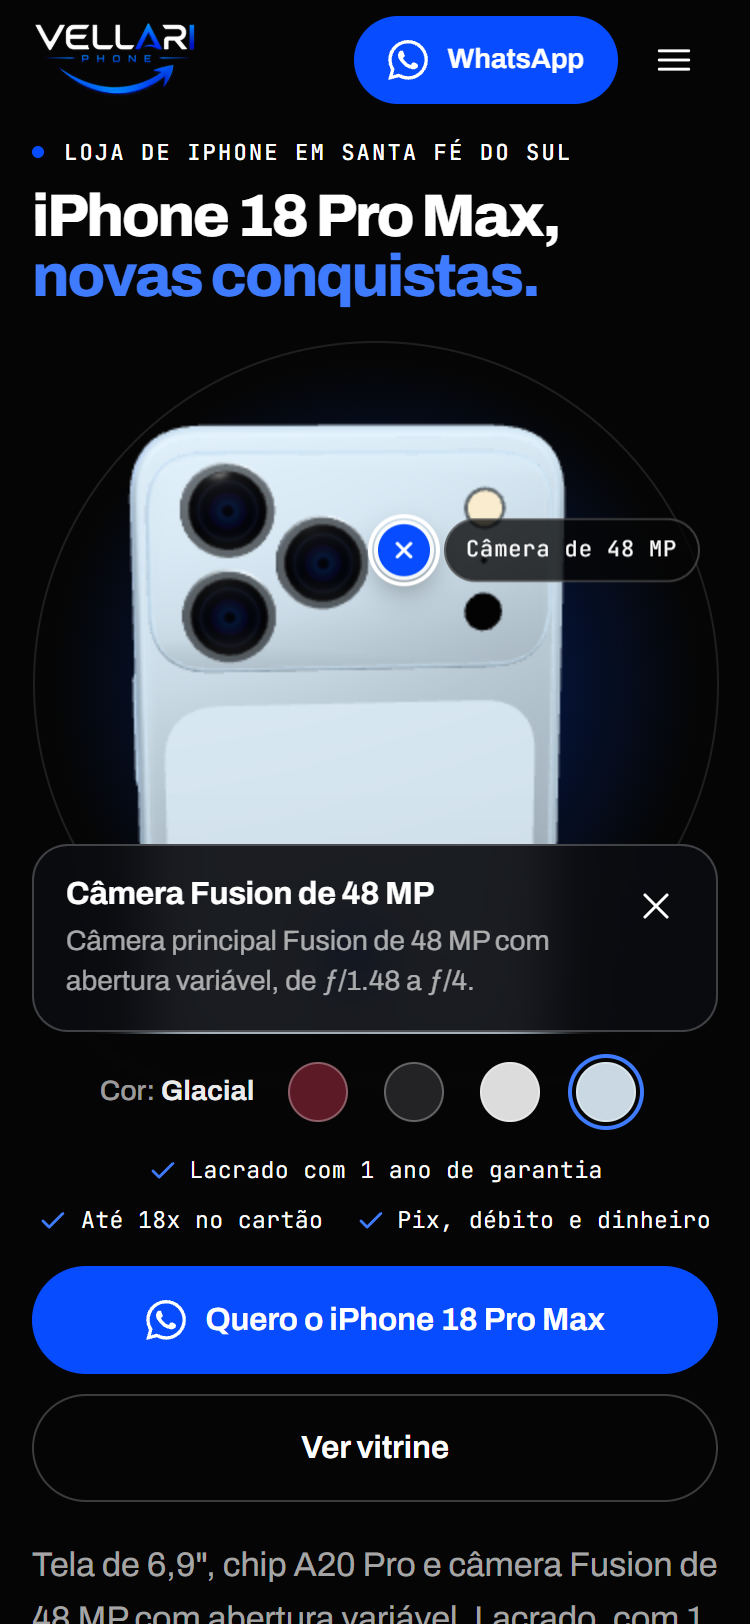 VELLARI
PHONE
WhatsApp
LOJA DE IPHONE EM SANTA FÉ DO SUL
iPhone 18 Pro Max,
novas conquistas.
Câmera de 48 MP
Câmera Fusion de 48 MP
Câmera principal Fusion de 48 MP com
abertura variável, de ƒ/1.48 a ƒ/4.
Cor: Glacial
Lacrado com 1 ano de garantia
Até 18x no cartão
Pix, débito e dinheiro
Quero o iPhone 18 Pro Max
Ver vitrine
Tela de 6,9", chip A20 Pro e câmera Fusion de
48 MP com abertura variável. Lacrado, com 1